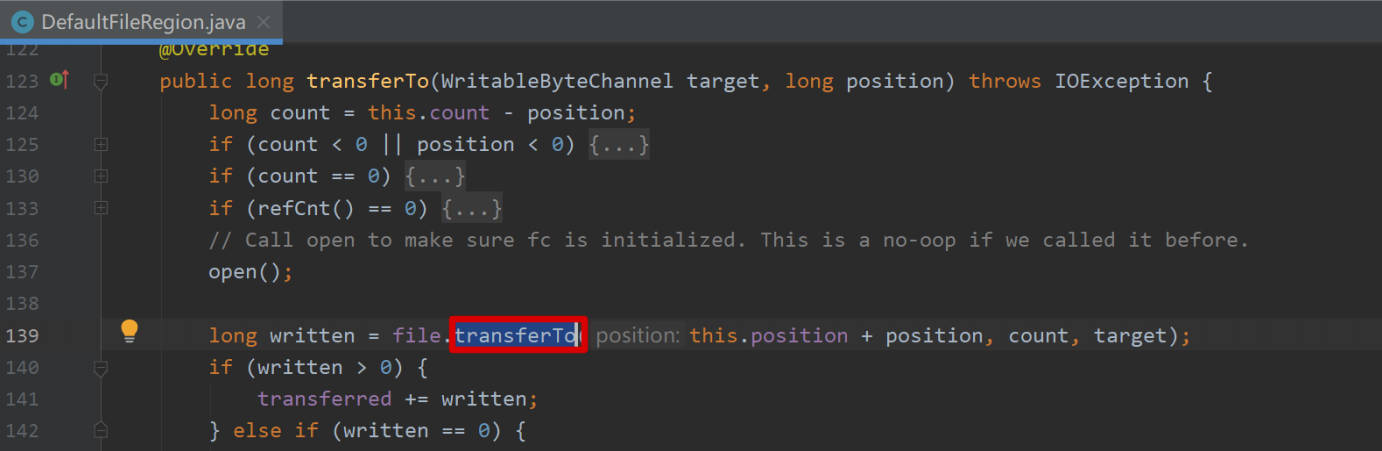 DefaultFileRegion.java
122 @Override
123 public long transferTo(WritableByteChannel target, long position) throws IOException {
124 long count = this.count - position;
125 if (count < 0 || position < 0) {...}
130 if (count == 0) {...}
133 if (refCnt() == 0) {...}
136 // Call open to make sure fc is initialized. This is a no-oop if we called it before.
137 open();
138
139 long written = file.transferTo( position: this.position + position, count, target);
140 if (written > 0) {
141 transferred += written;
142 } else if (written == 0) {